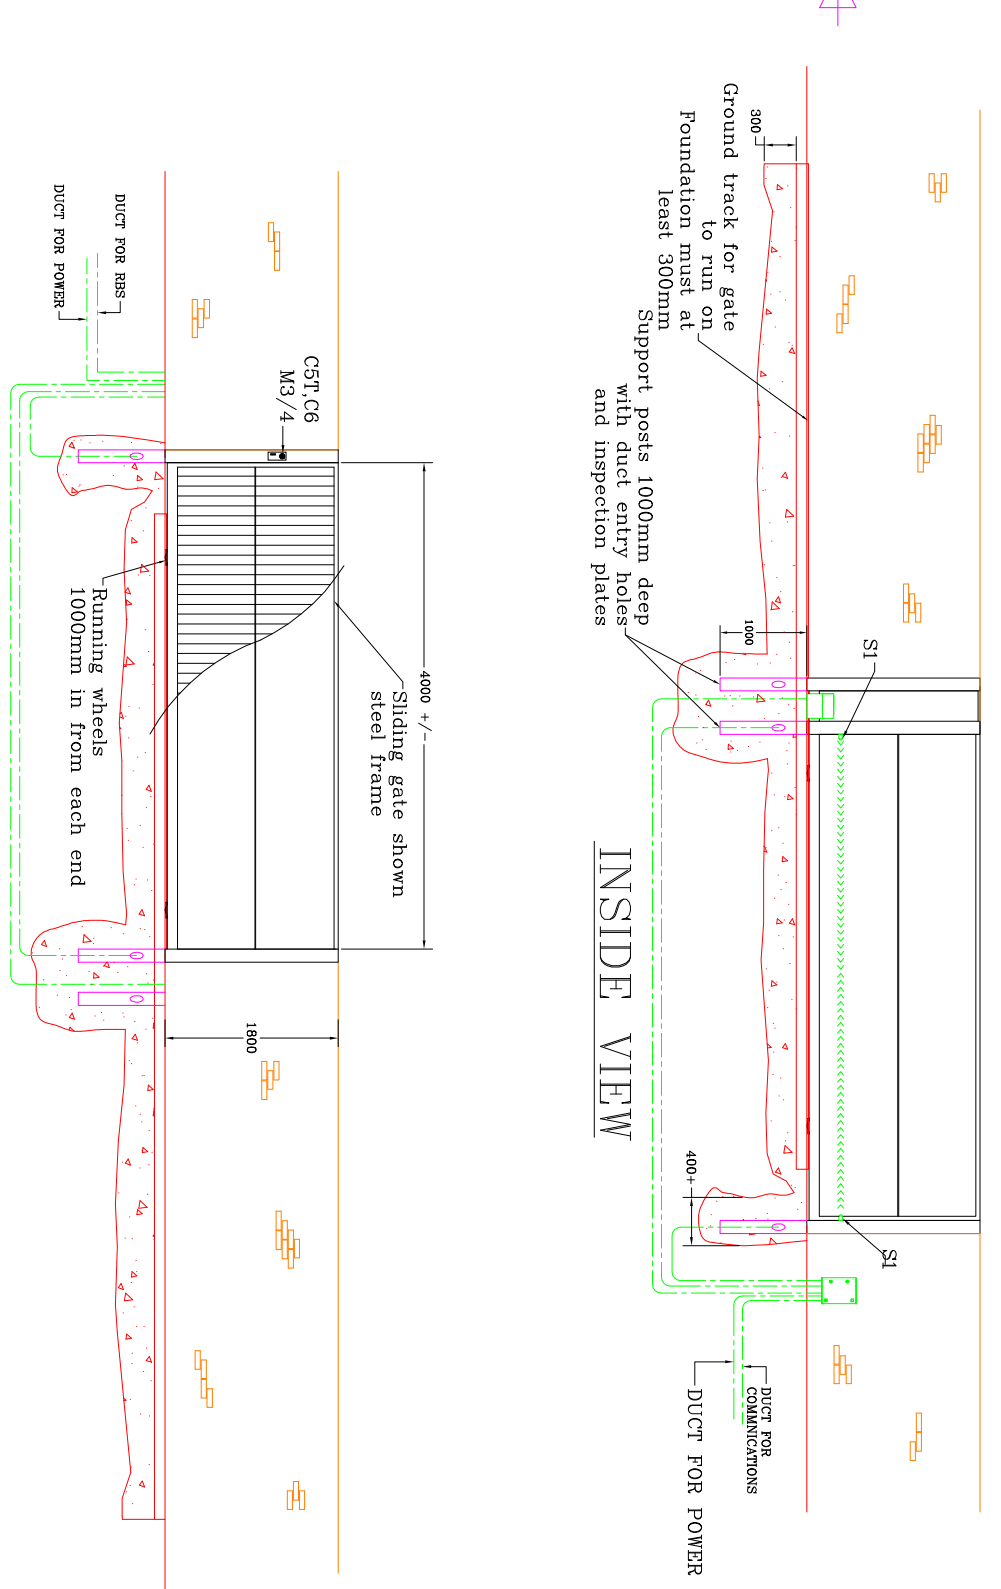 Ground track for gate
to run on
Foundation must at
least 300mm
300
Support posts 1000mm deep
with duct entry holes
and inspection plates
1000
S1
S1
400+
INSIDE VIEW
DUCT FOR
COMMNICATIONS
DUCT FOR POWER
DUCT FOR RBS
DUCT FOR POWER
C5T,C6
M3/4
4000 +/-
Sliding gate shown
steel frame
Running wheels
1000mm in from each end
1800